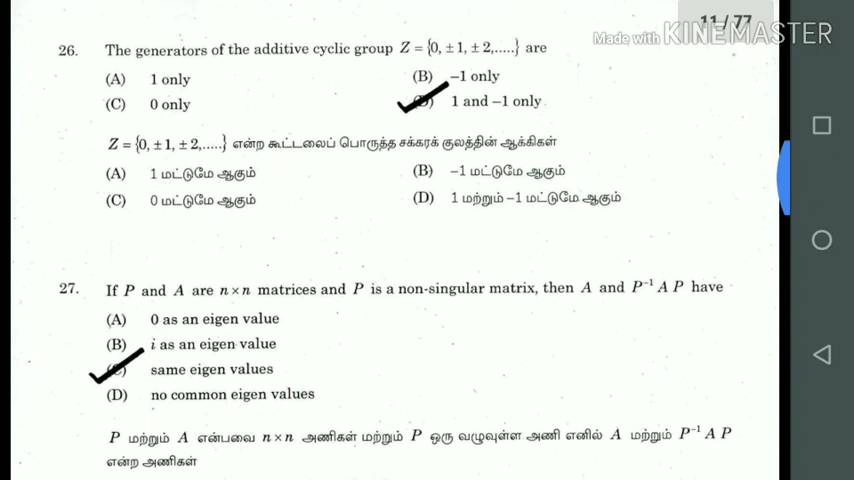 11/77
Made with KINEMASTER
26. The generators of the additive cyclic group Z = {0, ±1, ±2,.....} are
(A) 1 only (B) –1 only
(C) 0 only (D) 1 and –1 only
Z = {0, ±1, ±2,.....} என்ற கூட்டலைப் பொருத்த சக்கரக் குலத்தின் ஆக்கிகள்
(A) 1 மட்டுமே ஆகும் (B) –1 மட்டுமே ஆகும்
(C) 0 மட்டுமே ஆகும் (D) 1 மற்றும் –1 மட்டுமே ஆகும்
27. If P and A are n×n matrices and P is a non-singular matrix, then A and P⁻¹ A P have
(A) 0 as an eigen value
(B) i as an eigen value
(C) same eigen values
(D) no common eigen values
P மற்றும் A என்பவை n×n அணிகள் மற்றும் P ஒரு வழுவுள்ள அணி எனில் A மற்றும் P⁻¹ A P
என்ற அணிகள்